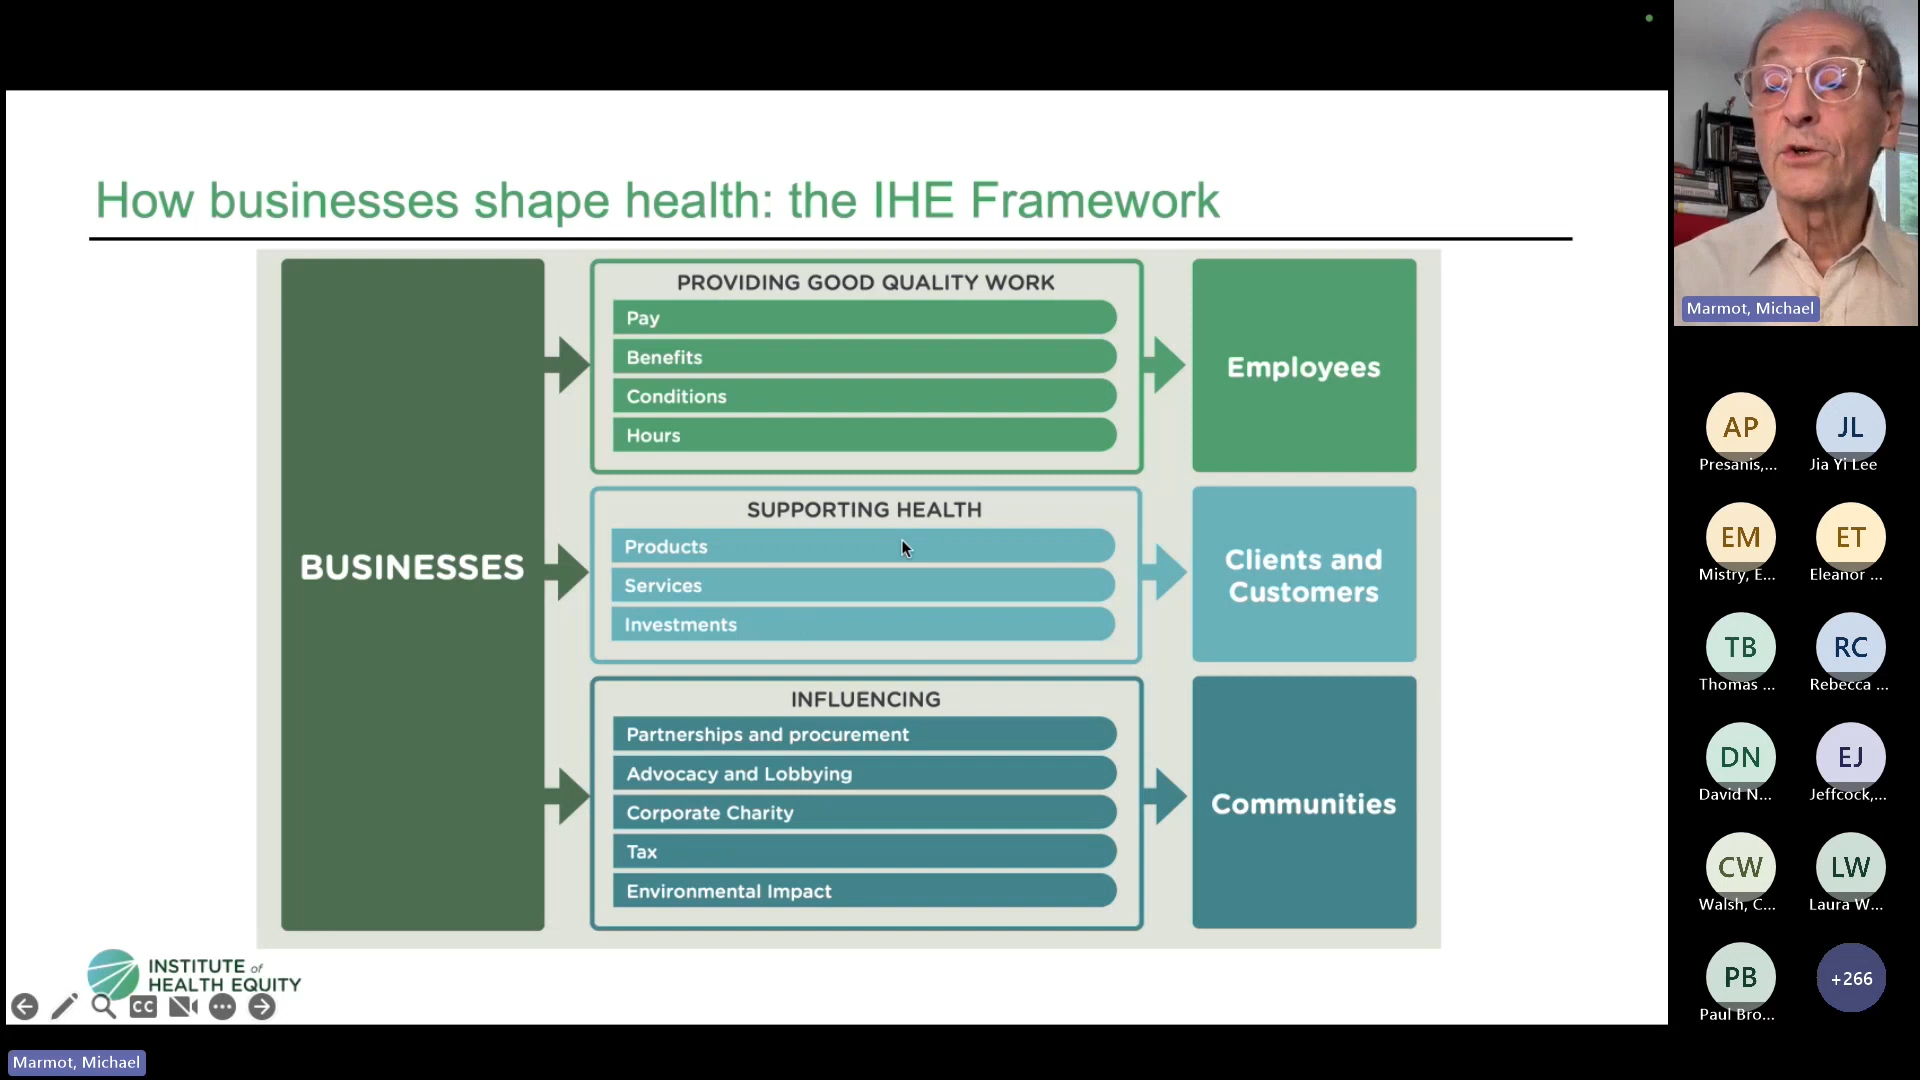 How businesses shape health: the IHE Framework
BUSINESSES
PROVIDING GOOD QUALITY WORK
Pay
Benefits
Conditions
Hours
Employees
SUPPORTING HEALTH
Products
Services
Investments
Clients and
Customers
INFLUENCING
Partnerships and procurement
Advocacy and Lobbying
Corporate Charity
Tax
Environmental Impact
Communities
INSTITUTE of
HEALTH EQUITY
CC
Marmot, Michael
Marmot, Michael
AP
Presanis,...
JL
Jia Yi Lee
EM
Mistry, E...
ET
Eleanor ...
TB
Thomas ...
RC
Rebecca ...
DN
David N...
EJ
Jeffcock,...
CW
Walsh, C...
LW
Laura W...
PB
Paul Bro...
+266